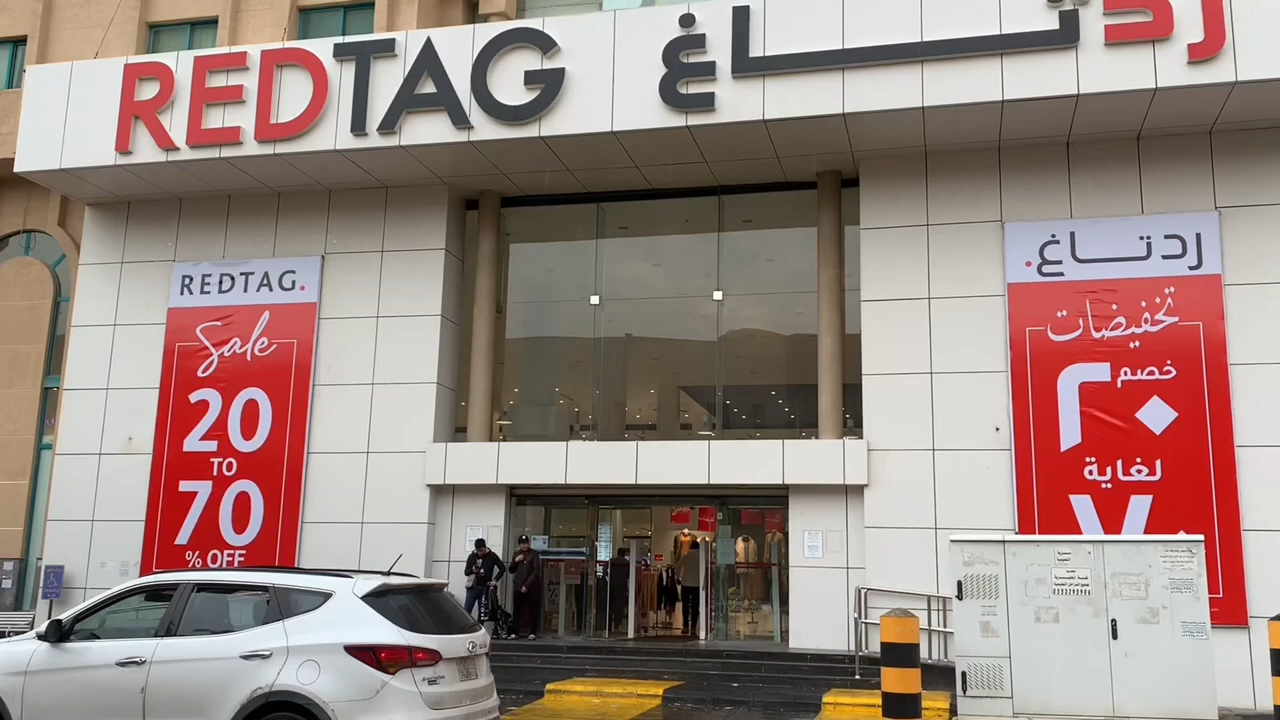 REDTAG
ردتاغ
REDTAG.
Sale
20
TO
70
% OFF
ردتاغ.
تخفيضات
خصم
٢٠
لغاية